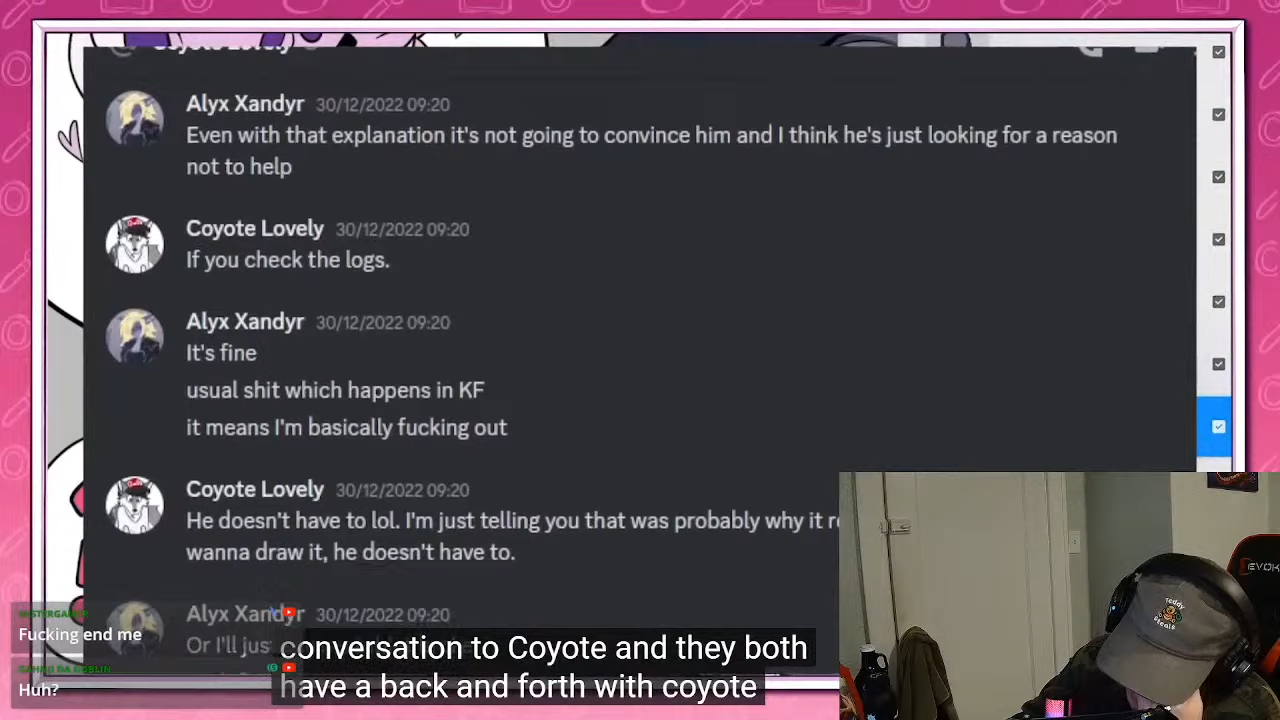 Coyote Lovely
Alyx Xandyr 30/12/2022 09:20
Even with that explanation it's not going to convince him and I think he's just looking for a reason
not to help
Coyote Lovely 30/12/2022 09:20
If you check the logs.
Alyx Xandyr 30/12/2022 09:20
It's fine
usual shit which happens in KF
it means I'm basically fucking out
Coyote Lovely 30/12/2022 09:20
He doesn't have to lol. I'm just telling you that was probably why it
wanna draw it, he doesn't have to.
Alyx Xandyr 30/12/2022 09:20
Or I'll jus
Fucking end me
Huh?
conversation to Coyote and they both
have a back and forth with coyote
Teddy
EVOK